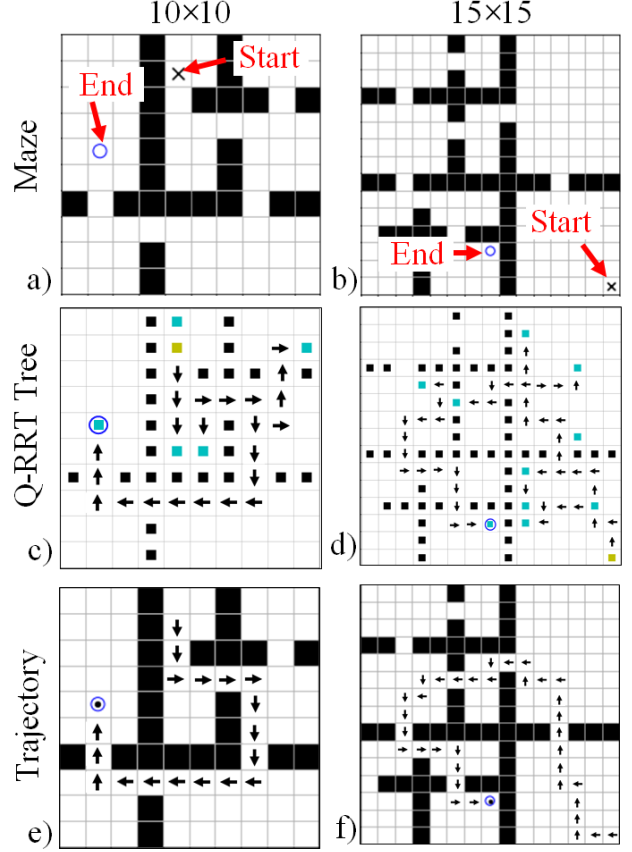 10×10
15×15
Maze
End
Start
a)
End
Start
b)
Q-RRT Tree
c)
d)
Trajectory
e)
f)